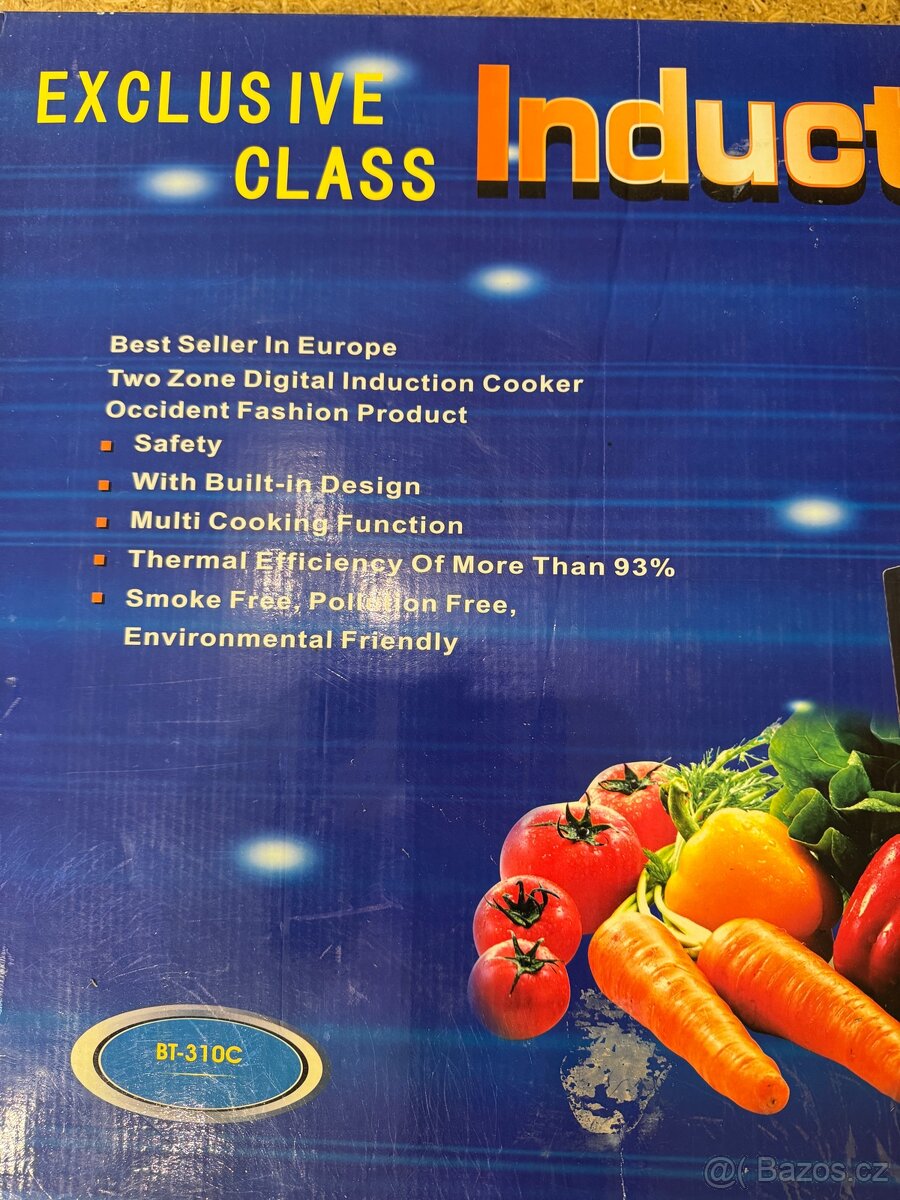 EXCLUSIVE
CLASS
Induct
Best Seller In Europe
Two Zone Digital Induction Cooker
Occident Fashion Product
Safety
With Built-in Design
Multi Cooking Function
Thermal Efficiency Of More Than 93%
Smoke Free, Pollution Free,
Environmental Friendly
BT-310C
@( Bazos.cz